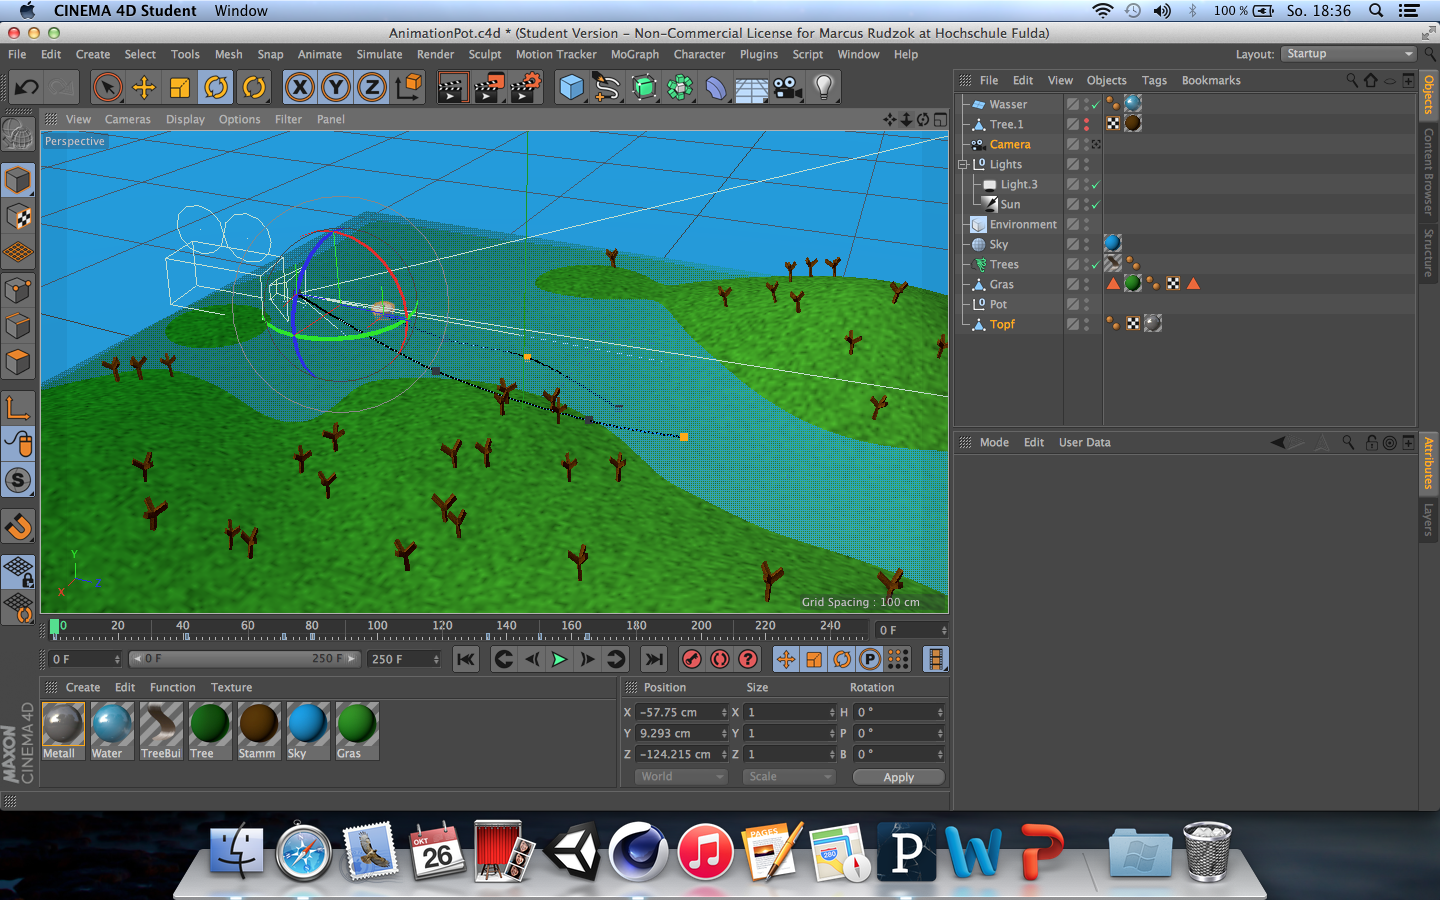 CINEMA 4D Student Window 100 % So. 18:36
AnimationPot.c4d * (Student Version – Non-Commercial License for Marcus Rudzok at Hochschule Fulda)
File Edit Create Select Tools Mesh Snap Animate Simulate Render Sculpt Motion Tracker MoGraph Character Plugins Script Window Help Layout: Startup
X Y Z
File Edit View Objects Tags Bookmarks
View Cameras Display Options Filter Panel
Perspective
Wasser
Tree.1
Camera
Lights
Light.3
Sun
Environment
Sky
Trees
Gras
Pot
Topf
Objects
Content Browser
Structure
Mode Edit User Data
Attributes
Layers
S
Y
X
Z
Grid Spacing : 100 cm
0 20 40 60 80 100 120 140 160 180 200 220 240 0 F
0 F 0 F 250 F 250 F P
Create Edit Function Texture
Metall Water TreeBui Tree Stamm Sky Gras
Position Size Rotation
X -57.75 cm X 1 H 0 °
Y 9.293 cm Y 1 P 0 °
Z -124.215 cm Z 1 B 0 °
World Scale Apply
MAXON
CINEMA 4D
OKT
26
PAGES
280
P
W
P